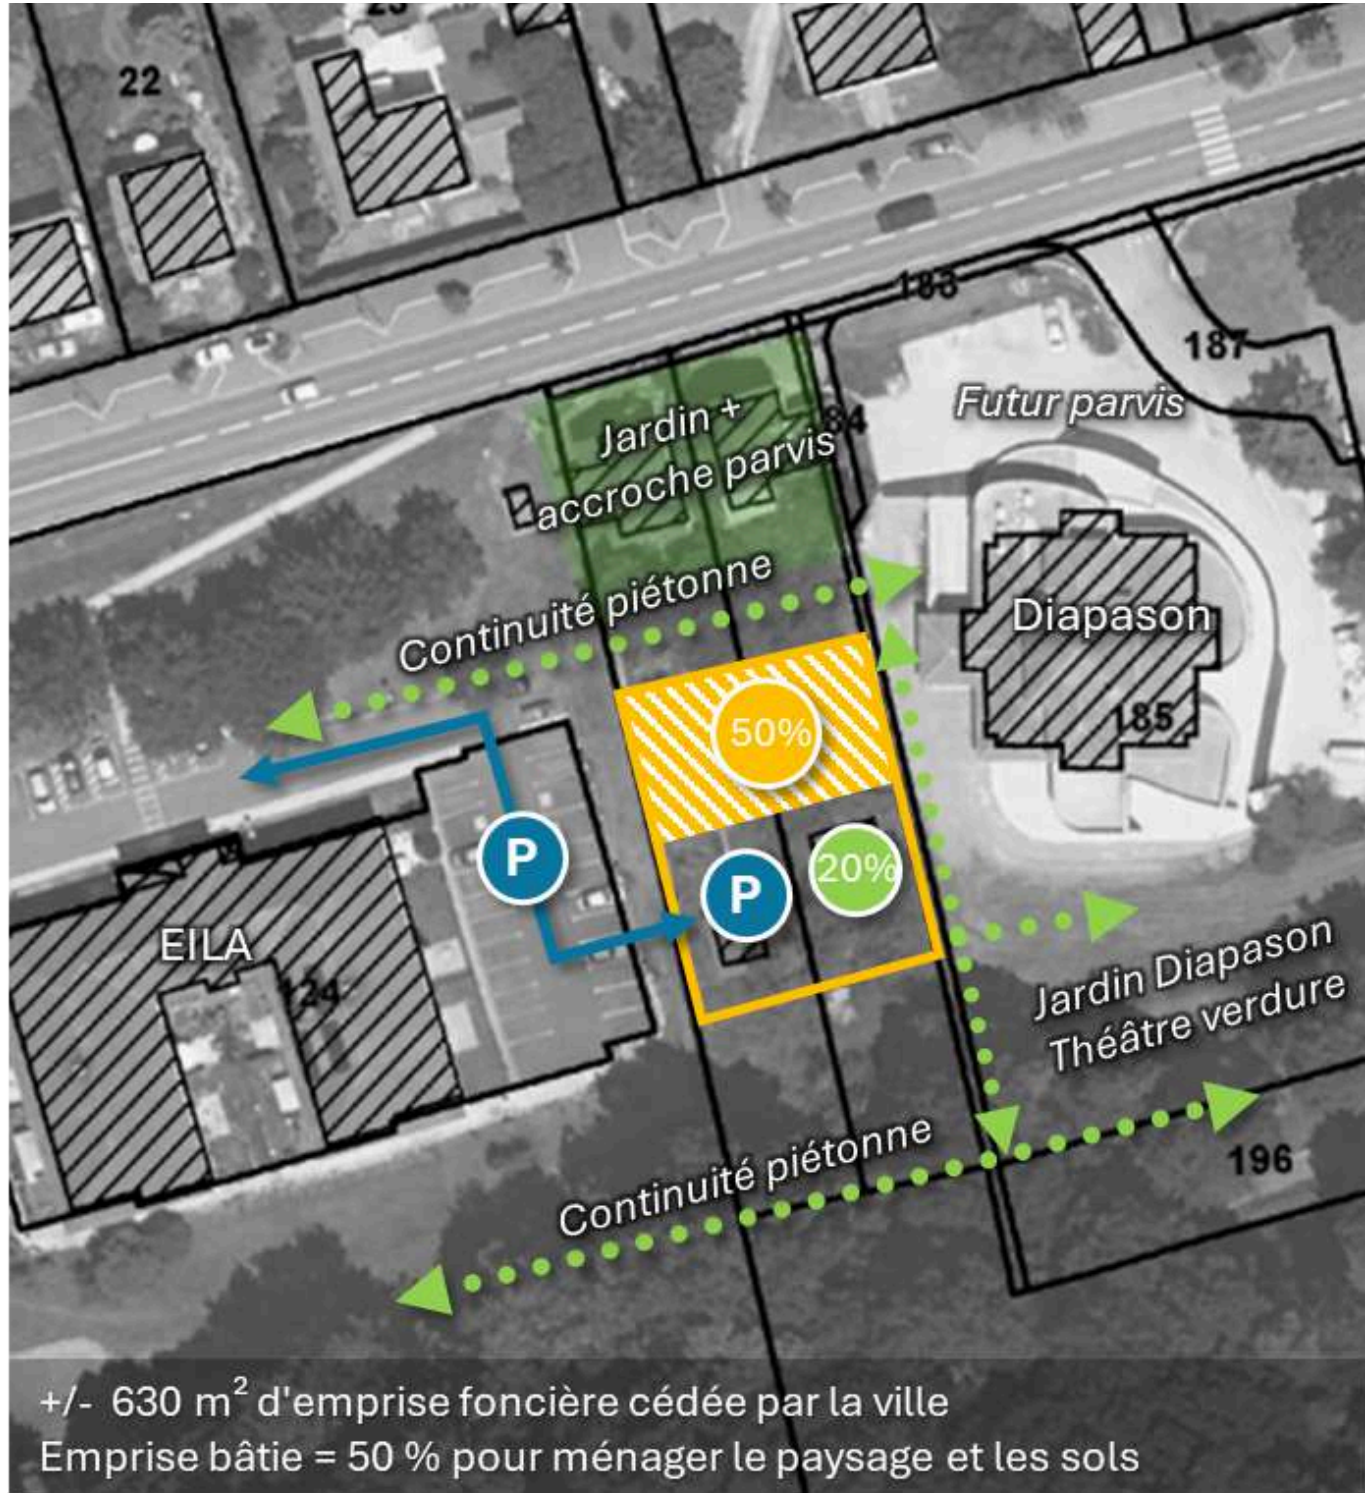 22
183
187
Futur parvis
Jardin +
accroche parvis
84
Continuité piétonne
Diapason
185
50%
P
P
20%
EILA
124
Jardin Diapason
Théâtre verdure
Continuité piétonne
196
+/- 630 m² d'emprise foncière cédée par la ville
Emprise bâtie = 50 % pour ménager le paysage et les sols